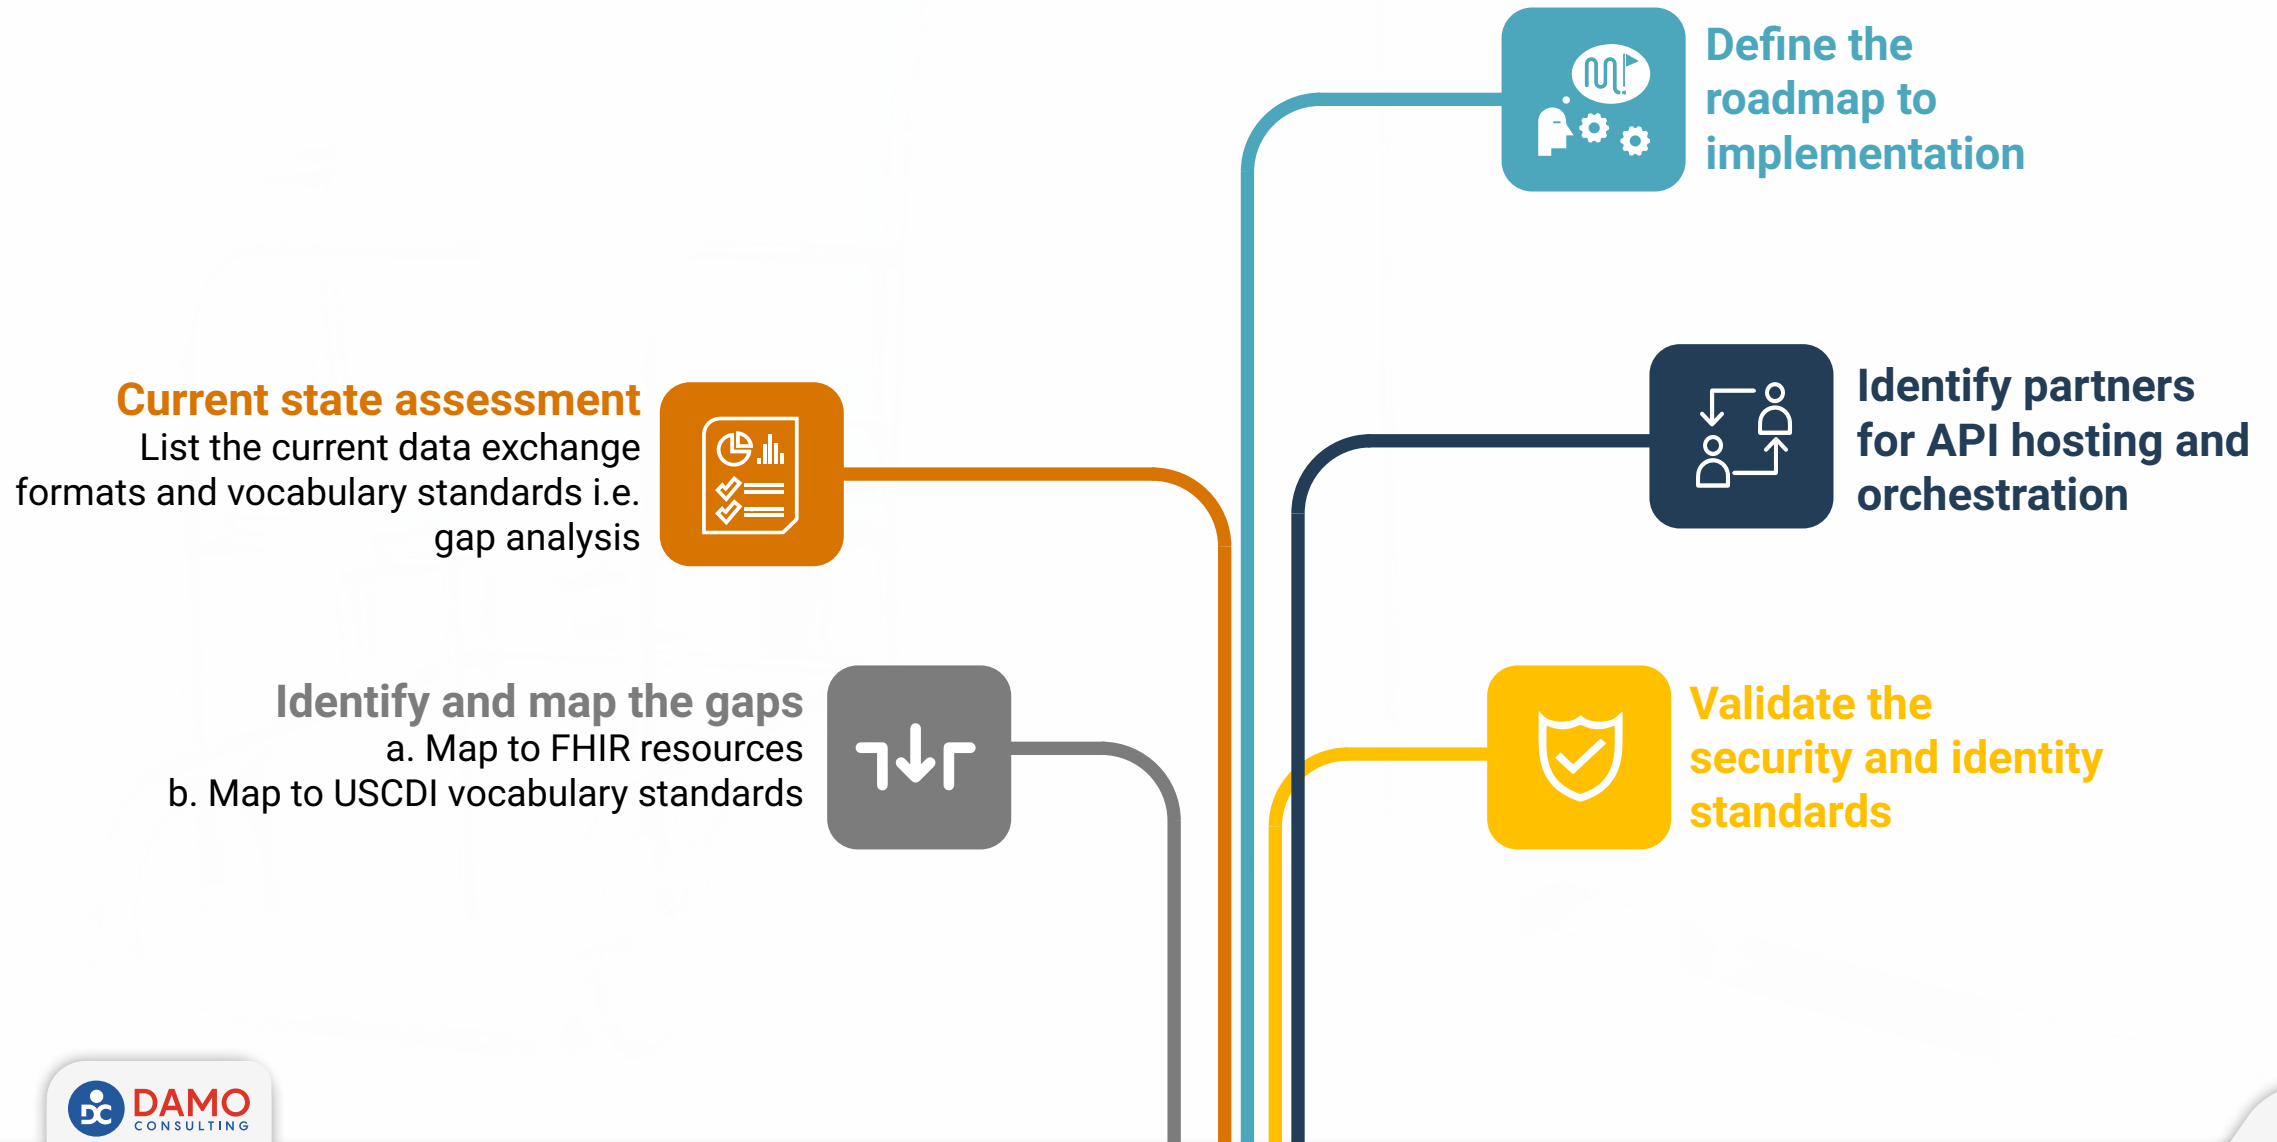 Define the
roadmap to
implementation
Current state assessment
List the current data exchange
formats and vocabulary standards i.e.
gap analysis
Identify partners
for API hosting and
orchestration
Identify and map the gaps
a. Map to FHIR resources
b. Map to USCDI vocabulary standards
Validate the
security and identity
standards
DC
DAMO
CONSULTING